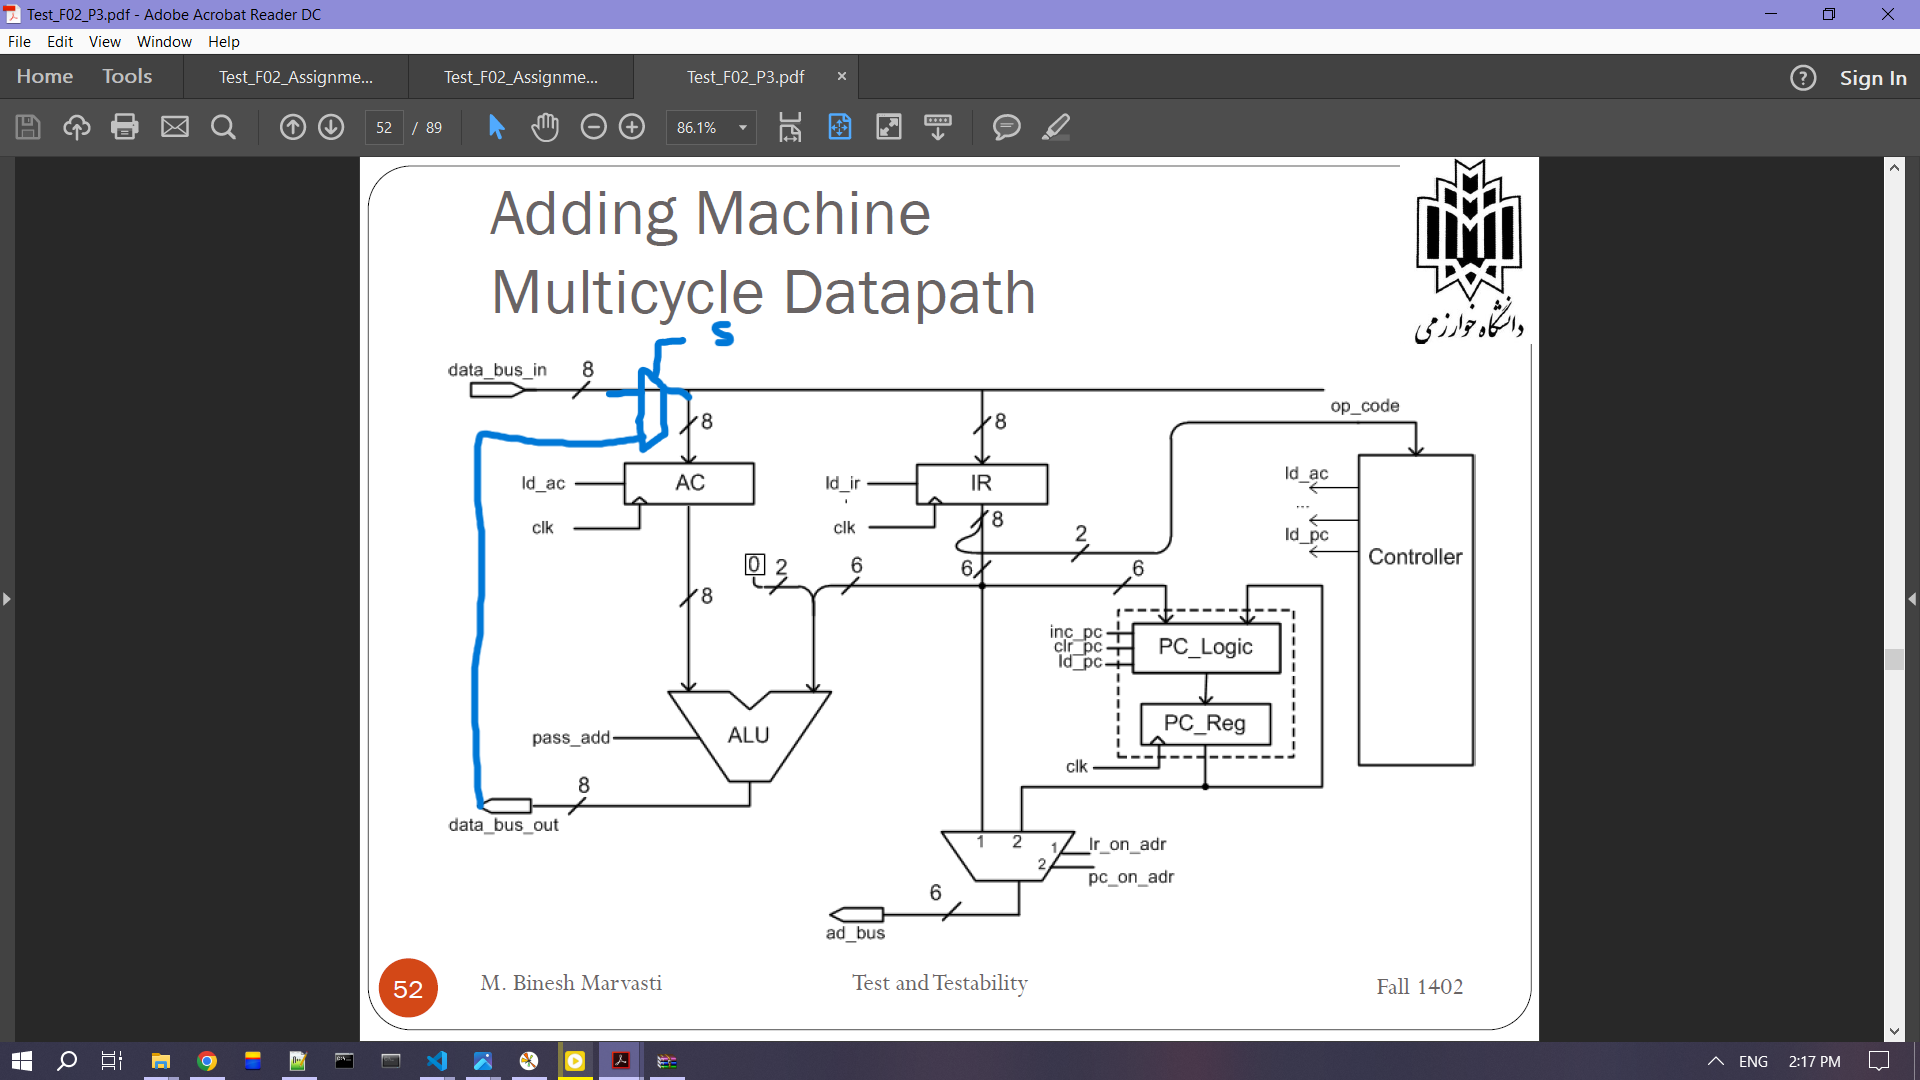 Test_F02_P3.pdf - Adobe Acrobat Reader DC
File Edit View Window Help
Home Tools Test_F02_Assignme... Test_F02_Assignme... Test_F02_P3.pdf × ? Sign In
52 / 89 86.1%
Adding Machine
Multicycle Datapath
دانشگاه خوارزمی
s
data_bus_in 8
op_code
8 8
ld_ac AC ld_ir IR ld_ac
clk clk 8 ...
2 ld_pc
Controller
0 2 6 6 6
8
inc_pc
clr_pc PC_Logic
ld_pc
PC_Reg
pass_add ALU
clk
8
data_bus_out
1 2 1 Ir_on_adr
2 pc_on_adr
6
ad_bus
52 M. Binesh Marvasti Test and Testability Fall 1402
ENG 2:17 PM